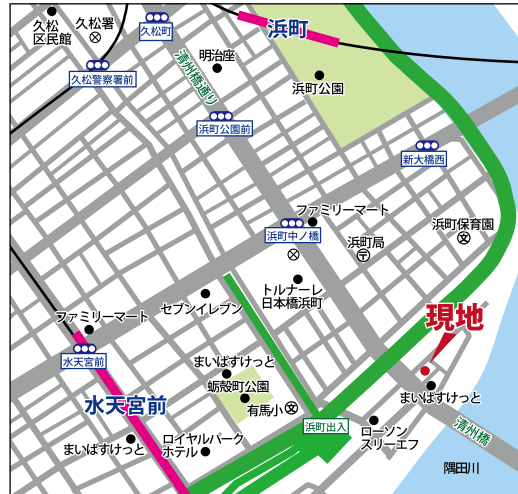 久松
区民館
久松署
久松町
浜町
明治座
久松警察署前
清州橋通り
浜町公園
浜町公園前
新大橋西
ファミリーマート
浜町中ノ橋
浜町局
浜町保育園
トルナーレ
日本橋浜町
セブンイレブン
ファミリーマート
現地
水天宮前
まいばすけっと
蛎殻町公園
まいばすけっと
水天宮前
有馬小
浜町出入
ローソン
スリーエフ
清州橋
まいばすけっと
ロイヤルパーク
ホテル
隅田川